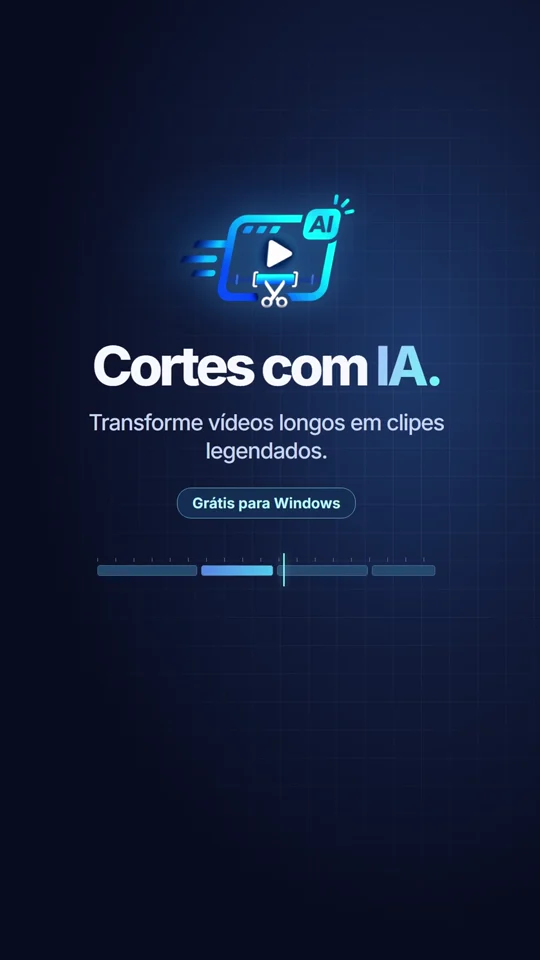 AI
Cortes com IA.
Transforme vídeos longos em clipes
legendados.
Grátis para Windows